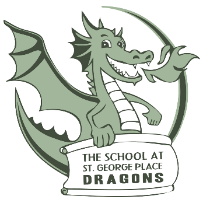 THE SCHOOL AT
ST. GEORGE PLACE
DRAGONS